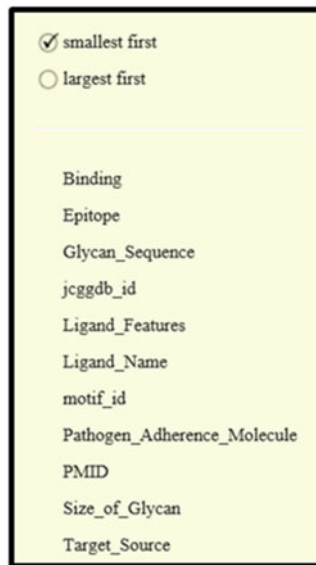 smallest first
largest first
Binding
Epitope
Glycan_Sequence
jcggdb_id
Ligand_Features
Ligand_Name
motif_id
Pathogen_Adherence_Molecule
PMID
Size_of_Glycan
Target_Source